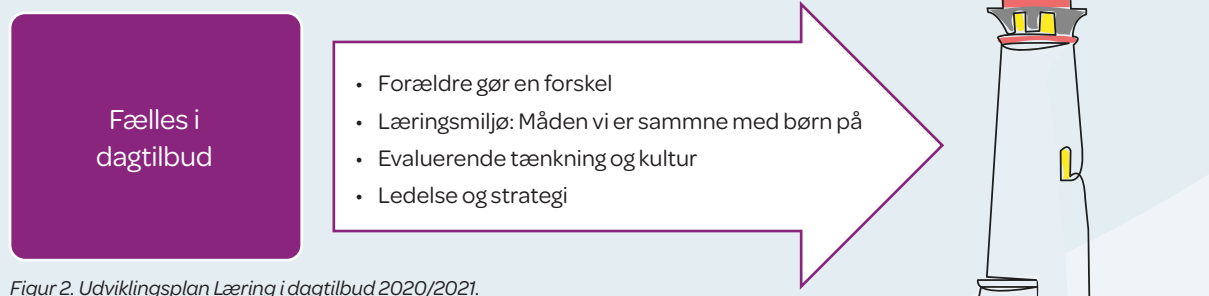 Fælles i
dagtilbud
• Forældre gør en forskel
• Læringsmiljø: Måden vi er sammne med børn på
• Evaluerende tænkning og kultur
• Ledelse og strategi
Figur 2. Udviklingsplan Læring i dagtilbud 2020/2021.